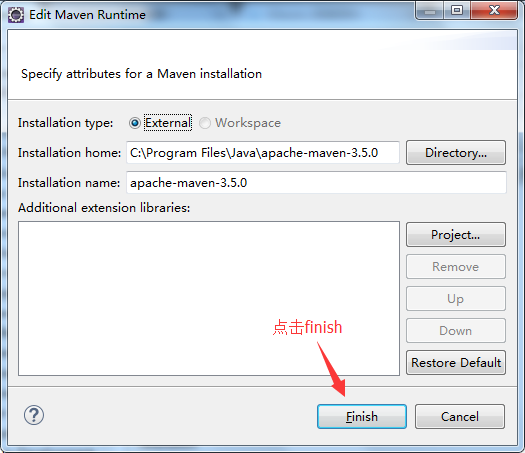 Edit Maven Runtime
Specify attributes for a Maven installation
Installation type: External Workspace
Installation home: C:\Program Files\Java\apache-maven-3.5.0 Directory...
Installation name: apache-maven-3.5.0
Additional extension libraries:
Project...
Remove
Up
Down
Restore Default
点击finish
? Finish Cancel